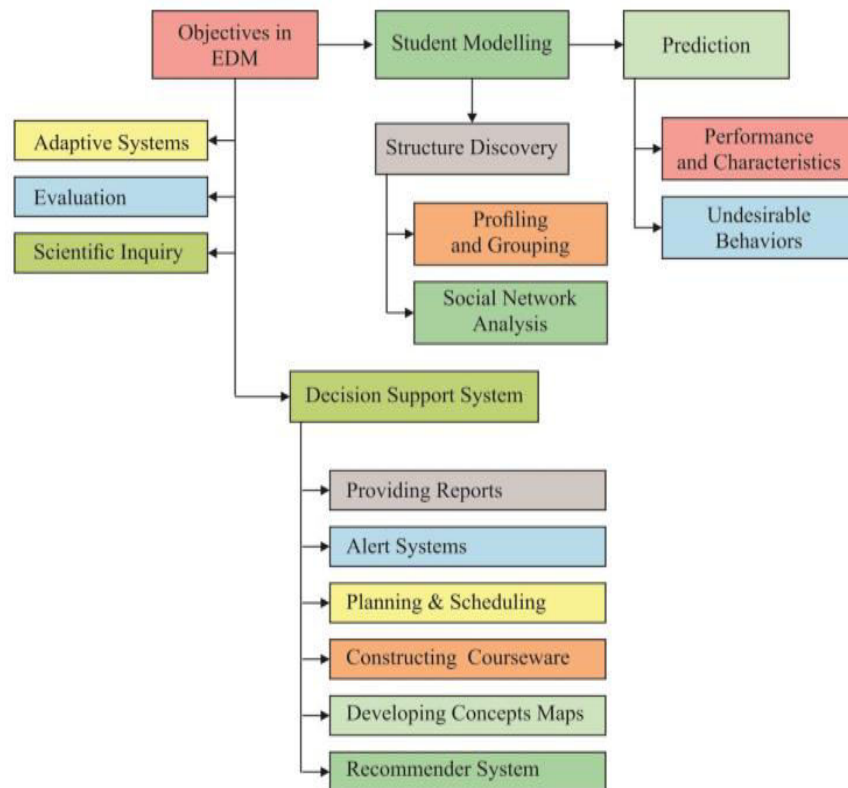 Objectives in
EDM
Student Modelling
Prediction
Adaptive Systems
Evaluation
Scientific Inquiry
Structure Discovery
Profiling
and Grouping
Social Network
Analysis
Performance
and Characteristics
Undesirable
Behaviors
Decision Support System
Providing Reports
Alert Systems
Planning & Scheduling
Constructing Courseware
Developing Concepts Maps
Recommender System